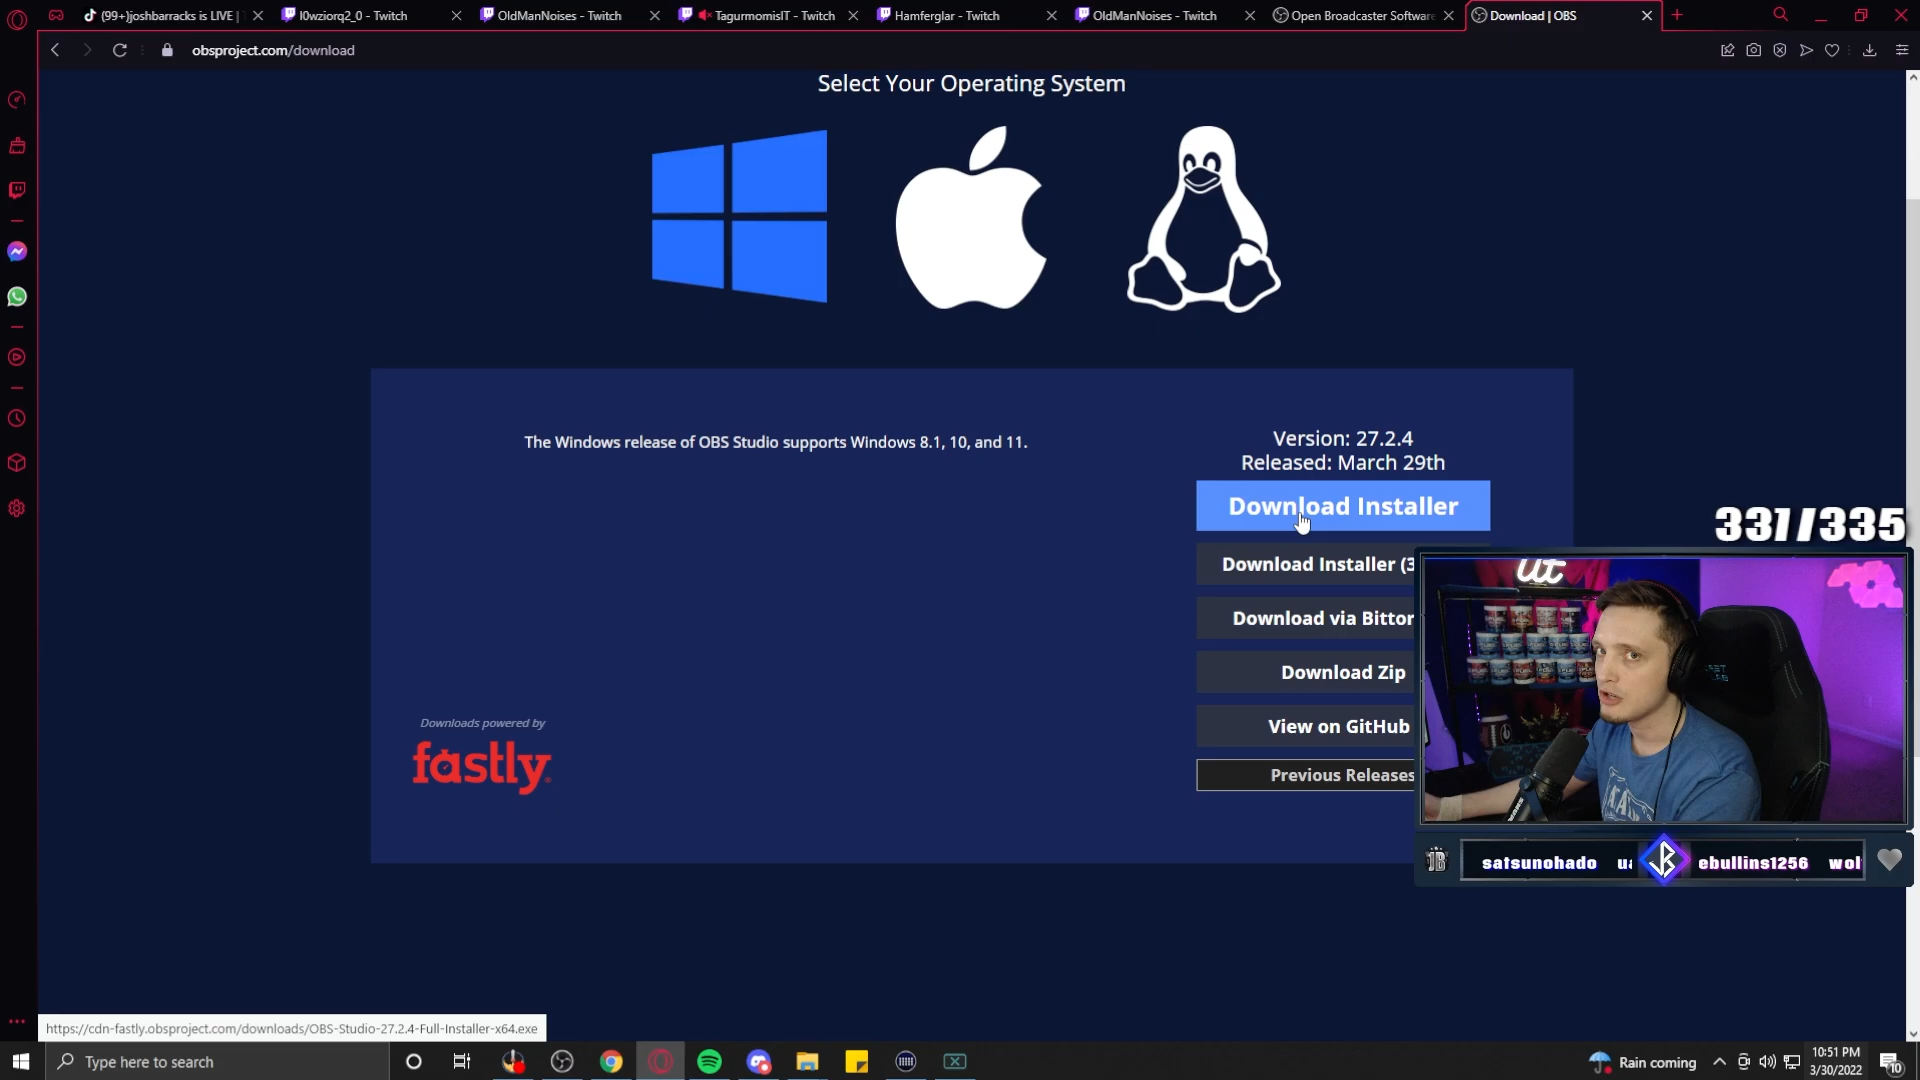 (99+)joshbarracks is LIVE |
l0wziorq2_0 - Twitch
OldManNoises - Twitch
TagurmomisIT - Twitch
Hamferglar - Twitch
OldManNoises - Twitch
Open Broadcaster Software
Download | OBS
obsproject.com/download
Select Your Operating System
The Windows release of OBS Studio supports Windows 8.1, 10, and 11.
Version: 27.2.4
Released: March 29th
Download Installer
Download Installer (3
Download via Bittor
Download Zip
View on GitHub
Previous Releases
Downloads powered by
fastly
331/335
ut
JB
satsunohado
ebullins1256
wol
https://cdn-fastly.obsproject.com/downloads/OBS-Studio-27.2.4-Full-Installer-x64.exe
Type here to search
Rain coming
10:51 PM
3/30/2022
10